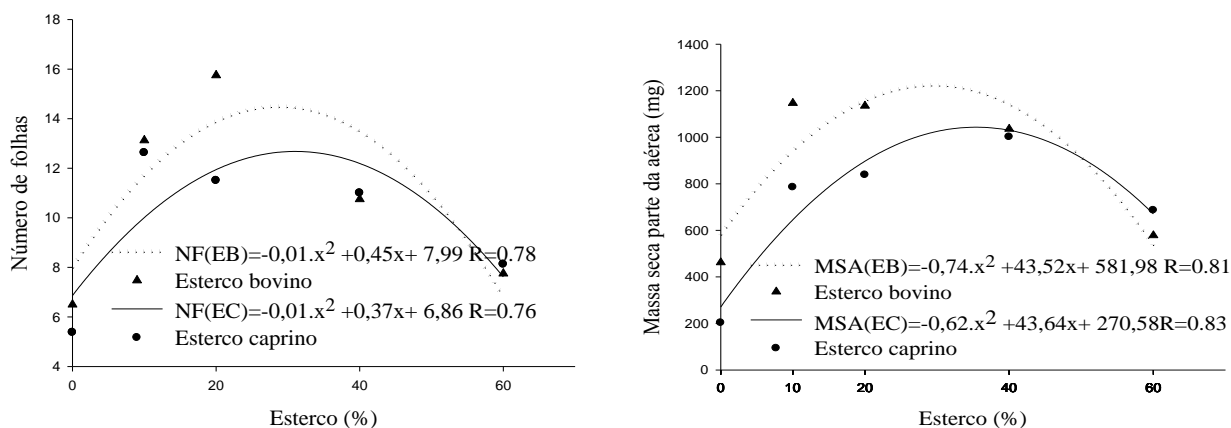 Número de folhas
18
16
14
12
10
8
6
4
0
20
40
60
Esterco (%)
NF(EB)=-0,01.x² +0,45x+ 7,99 R=0.78
Esterco bovino
NF(EC)=-0,01.x² +0,37x+ 6,86 R=0.76
Esterco caprino
Massa seca parte da aérea (mg)
1400
1200
1000
800
600
400
200
0
0
10
20
40
60
Esterco (%)
MSA(EB)=-0,74.x² +43,52x+ 581,98 R=0.81
Esterco bovino
MSA(EC)=-0,62.x² +43,64x+ 270,58R=0.83
Esterco caprino